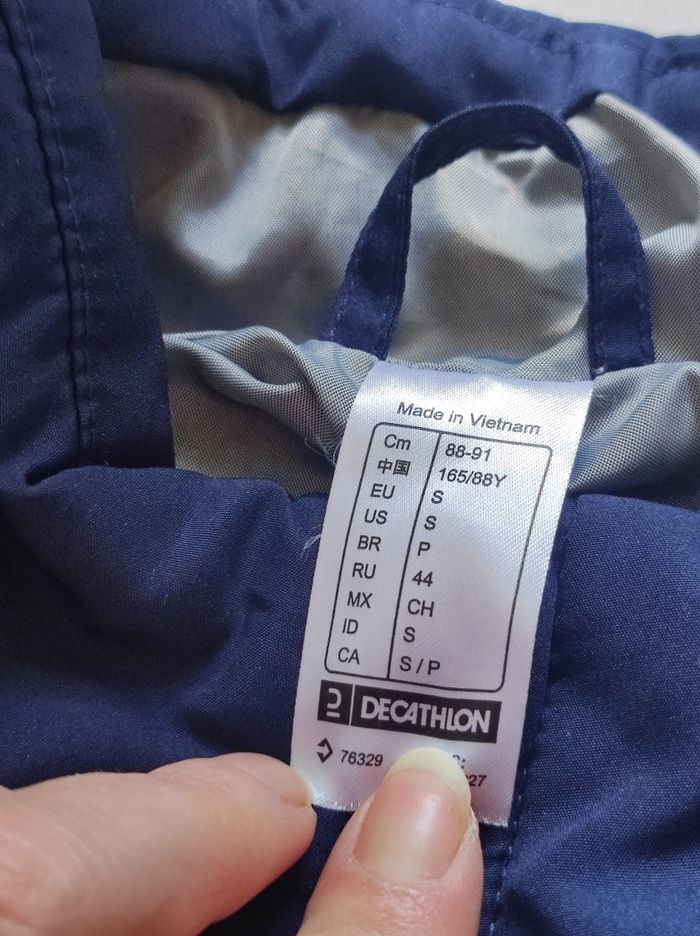 Made in Vietnam
Cm 88-91
中国 165/88Y
EU S
US S
BR P
RU 44
MX CH
ID S
CA S / P
DECATHLON
76329